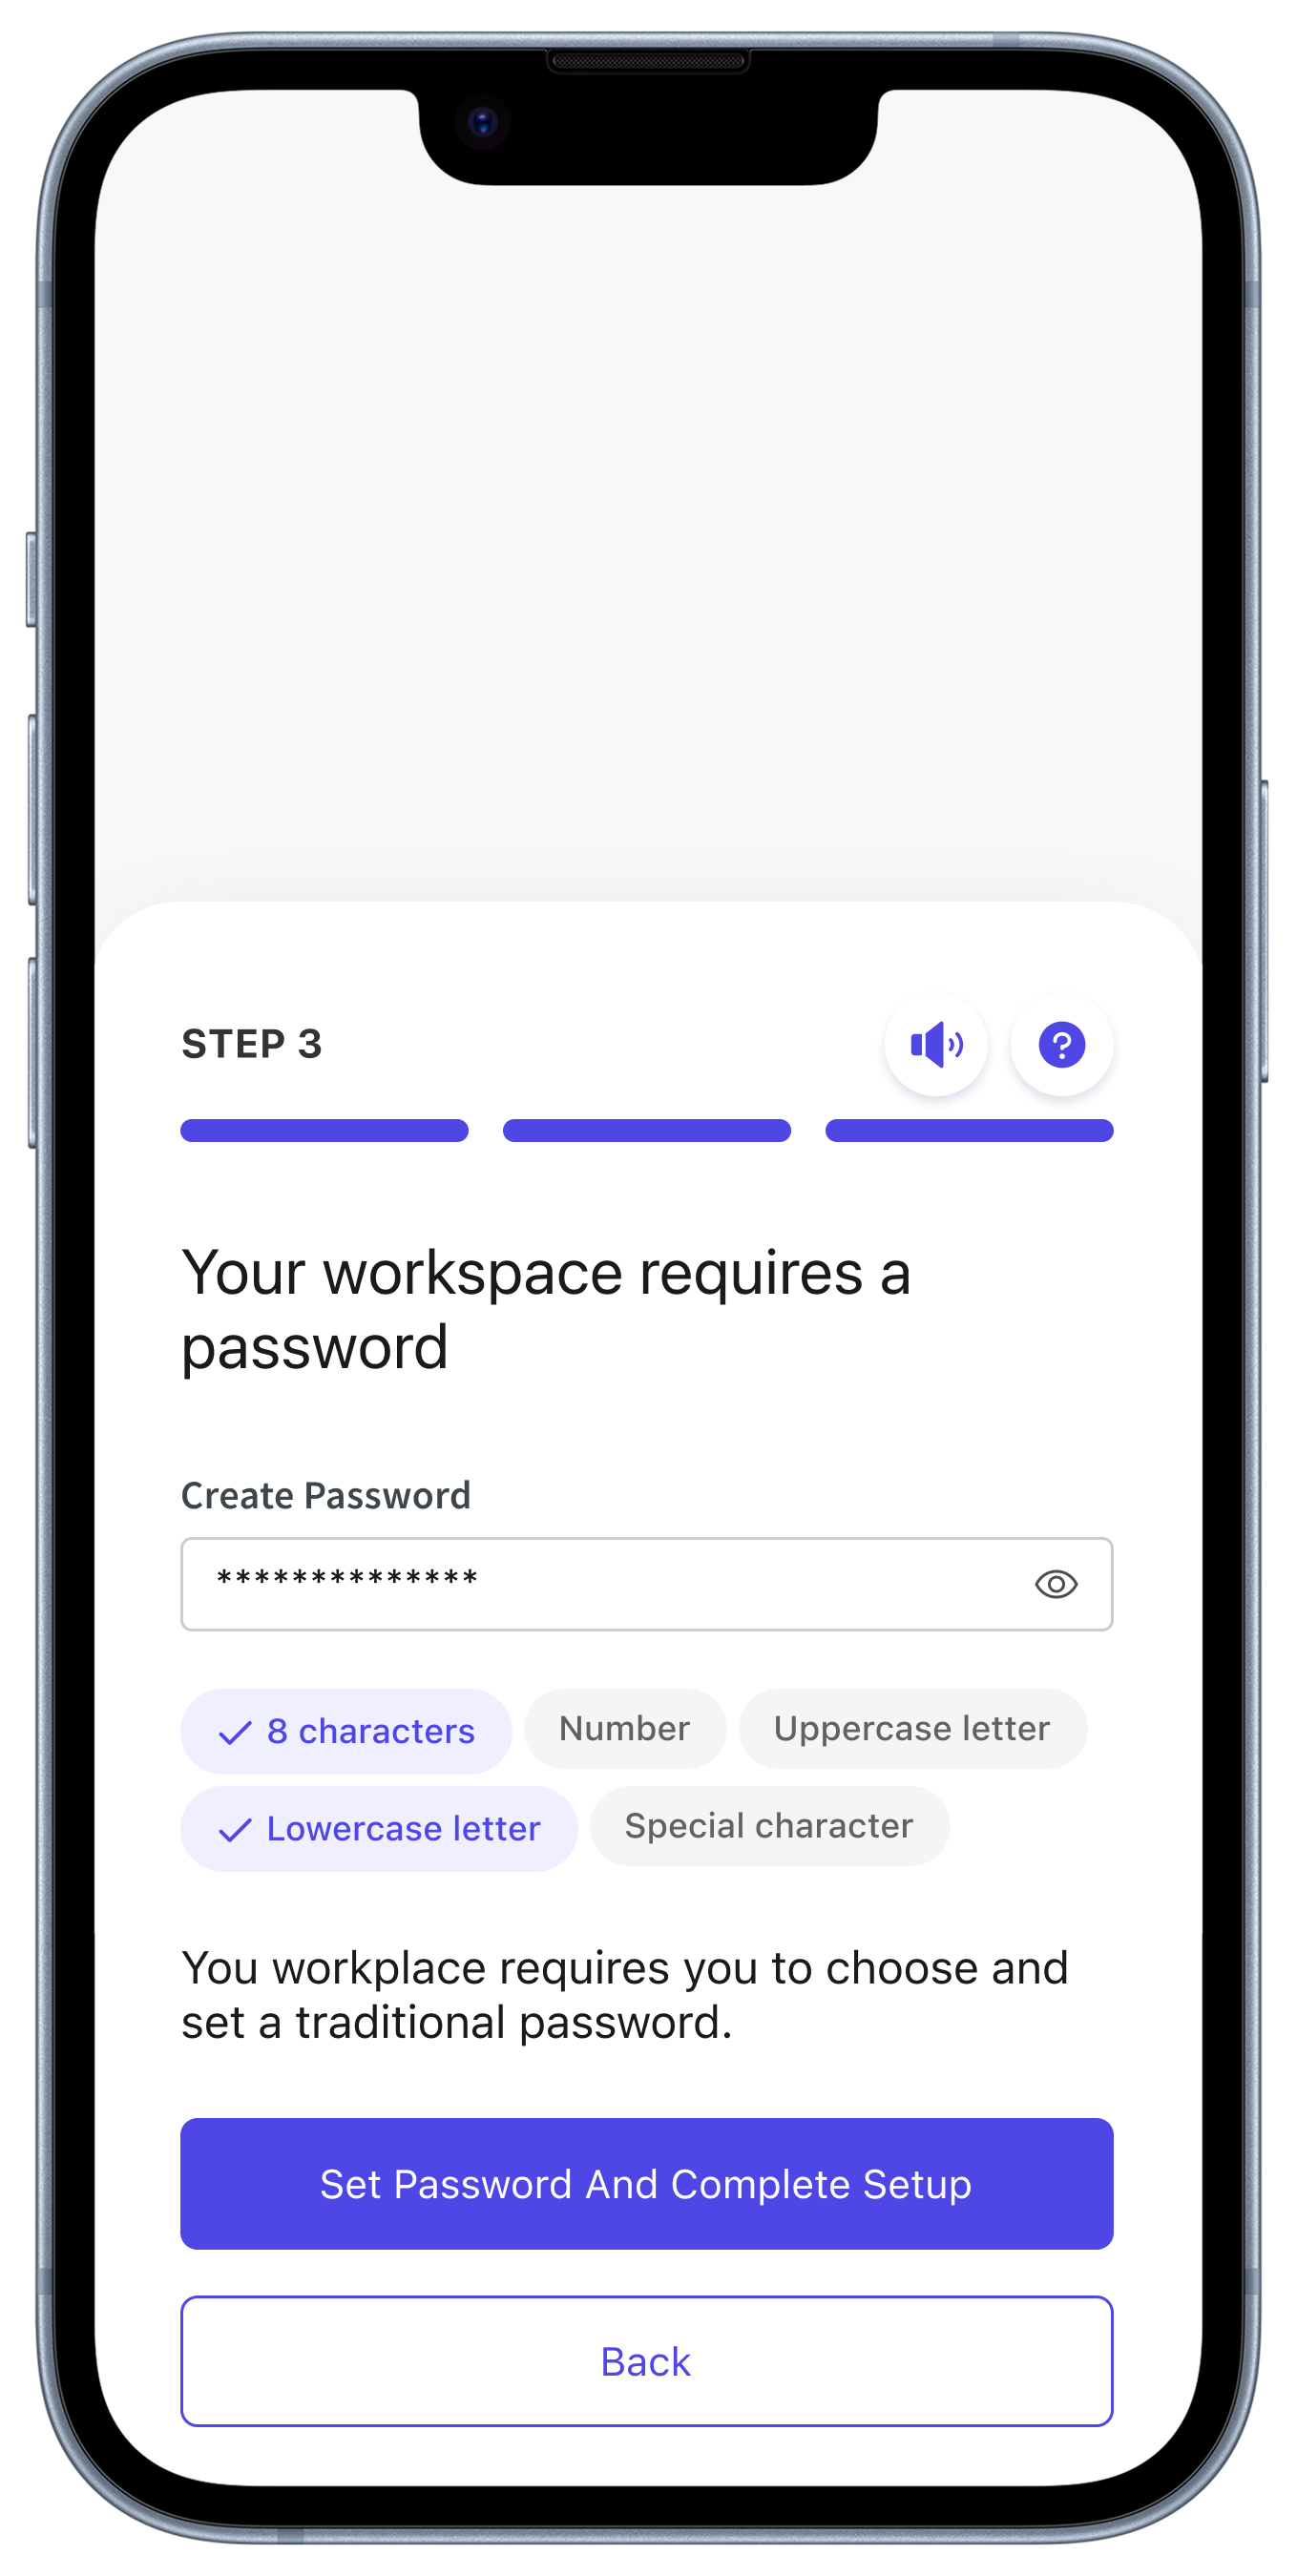 STEP 3
Your workspace requires a
password
Create Password
**************
8 characters
Number
Uppercase letter
Lowercase letter
Special character
You workplace requires you to choose and
set a traditional password.
Set Password And Complete Setup
Back